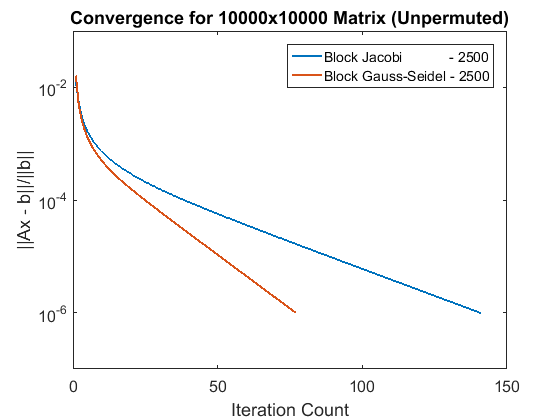 Convergence for 10000x10000 Matrix (Unpermuted)
Block Jacobi - 2500
Block Gauss-Seidel - 2500
10-2
10-4
10-6
||Ax - b||/||b||
0 50 100 150
Iteration Count